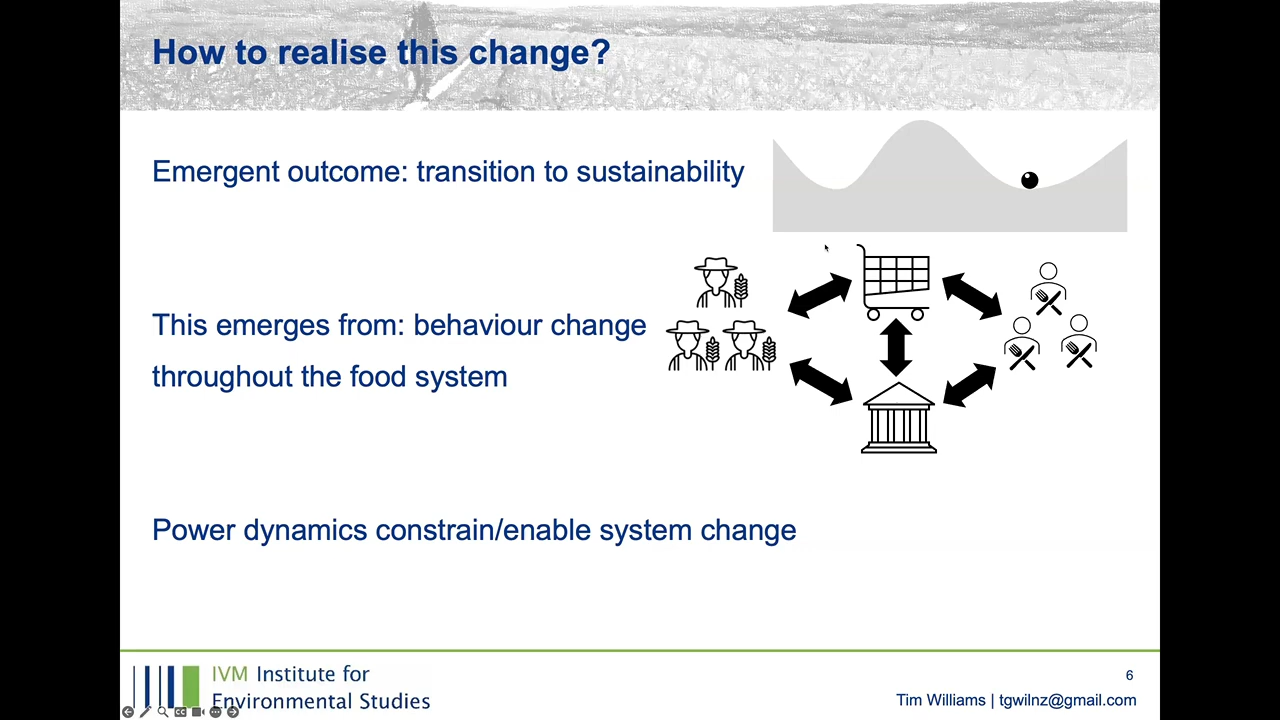 How to realise this change?
Emergent outcome: transition to sustainability
This emerges from: behaviour change
throughout the food system
Power dynamics constrain/enable system change
IVM Institute for
Environmental Studies
6
Tim Williams | tgwilnz@gmail.com